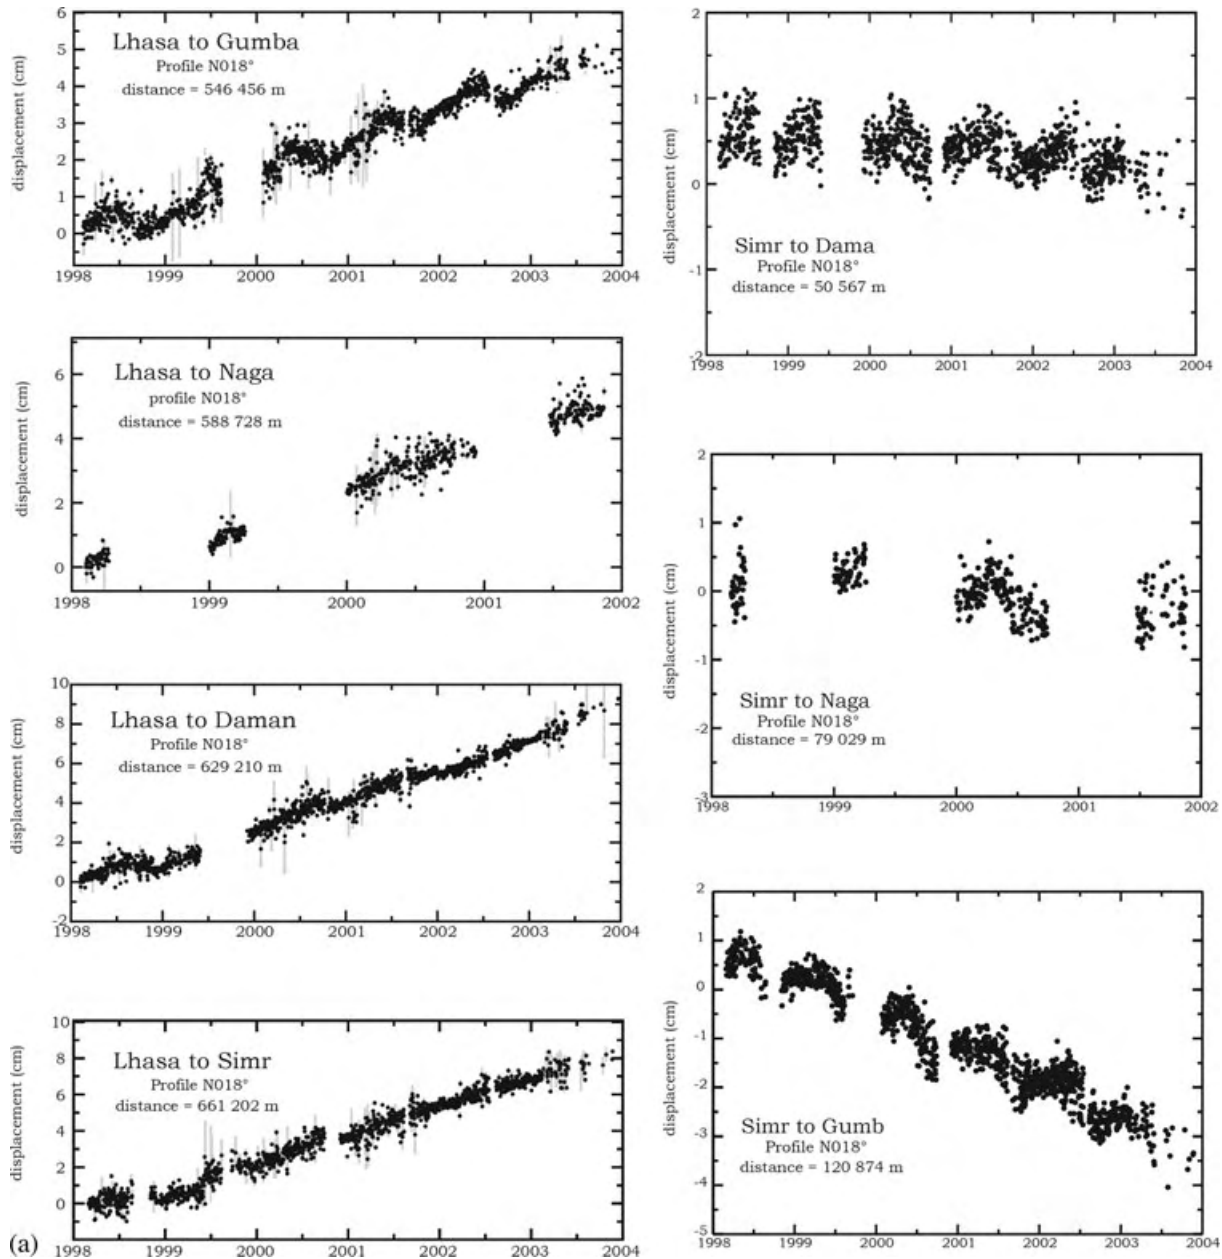 6
5
4
3
2
1
0
displacement (cm)
Lhasa to Gumba
Profile N018°
distance = 546 456 m
1998 1999 2000 2001 2002 2003 2004
6
4
2
0
displacement (cm)
Lhasa to Naga
profile N018°
distance = 588 728 m
1998 1999 2000 2001 2002
10
8
6
4
2
0
-2
displacement (cm)
Lhasa to Daman
Profile N018°
distance = 629 210 m
1998 1999 2000 2001 2002 2003 2004
10
8
6
4
2
0
displacement (cm)
Lhasa to Simr
Profile N018°
distance = 661 202 m
1998 1999 2000 2001 2002 2003 2004
(a)
2
1
0
-1
-2
displacement (cm)
Simr to Dama
Profile N018°
distance = 50 567 m
1998 1999 2000 2001 2002 2003 2004
2
1
0
-1
-2
-3
displacement (cm)
Simr to Naga
Profile N018°
distance = 79 029 m
1998 1999 2000 2001 2002
2
1
0
-1
-2
-3
-4
-5
displacement (cm)
Simr to Gumb
Profile N018°
distance = 120 874 m
1998 1999 2000 2001 2002 2003 2004